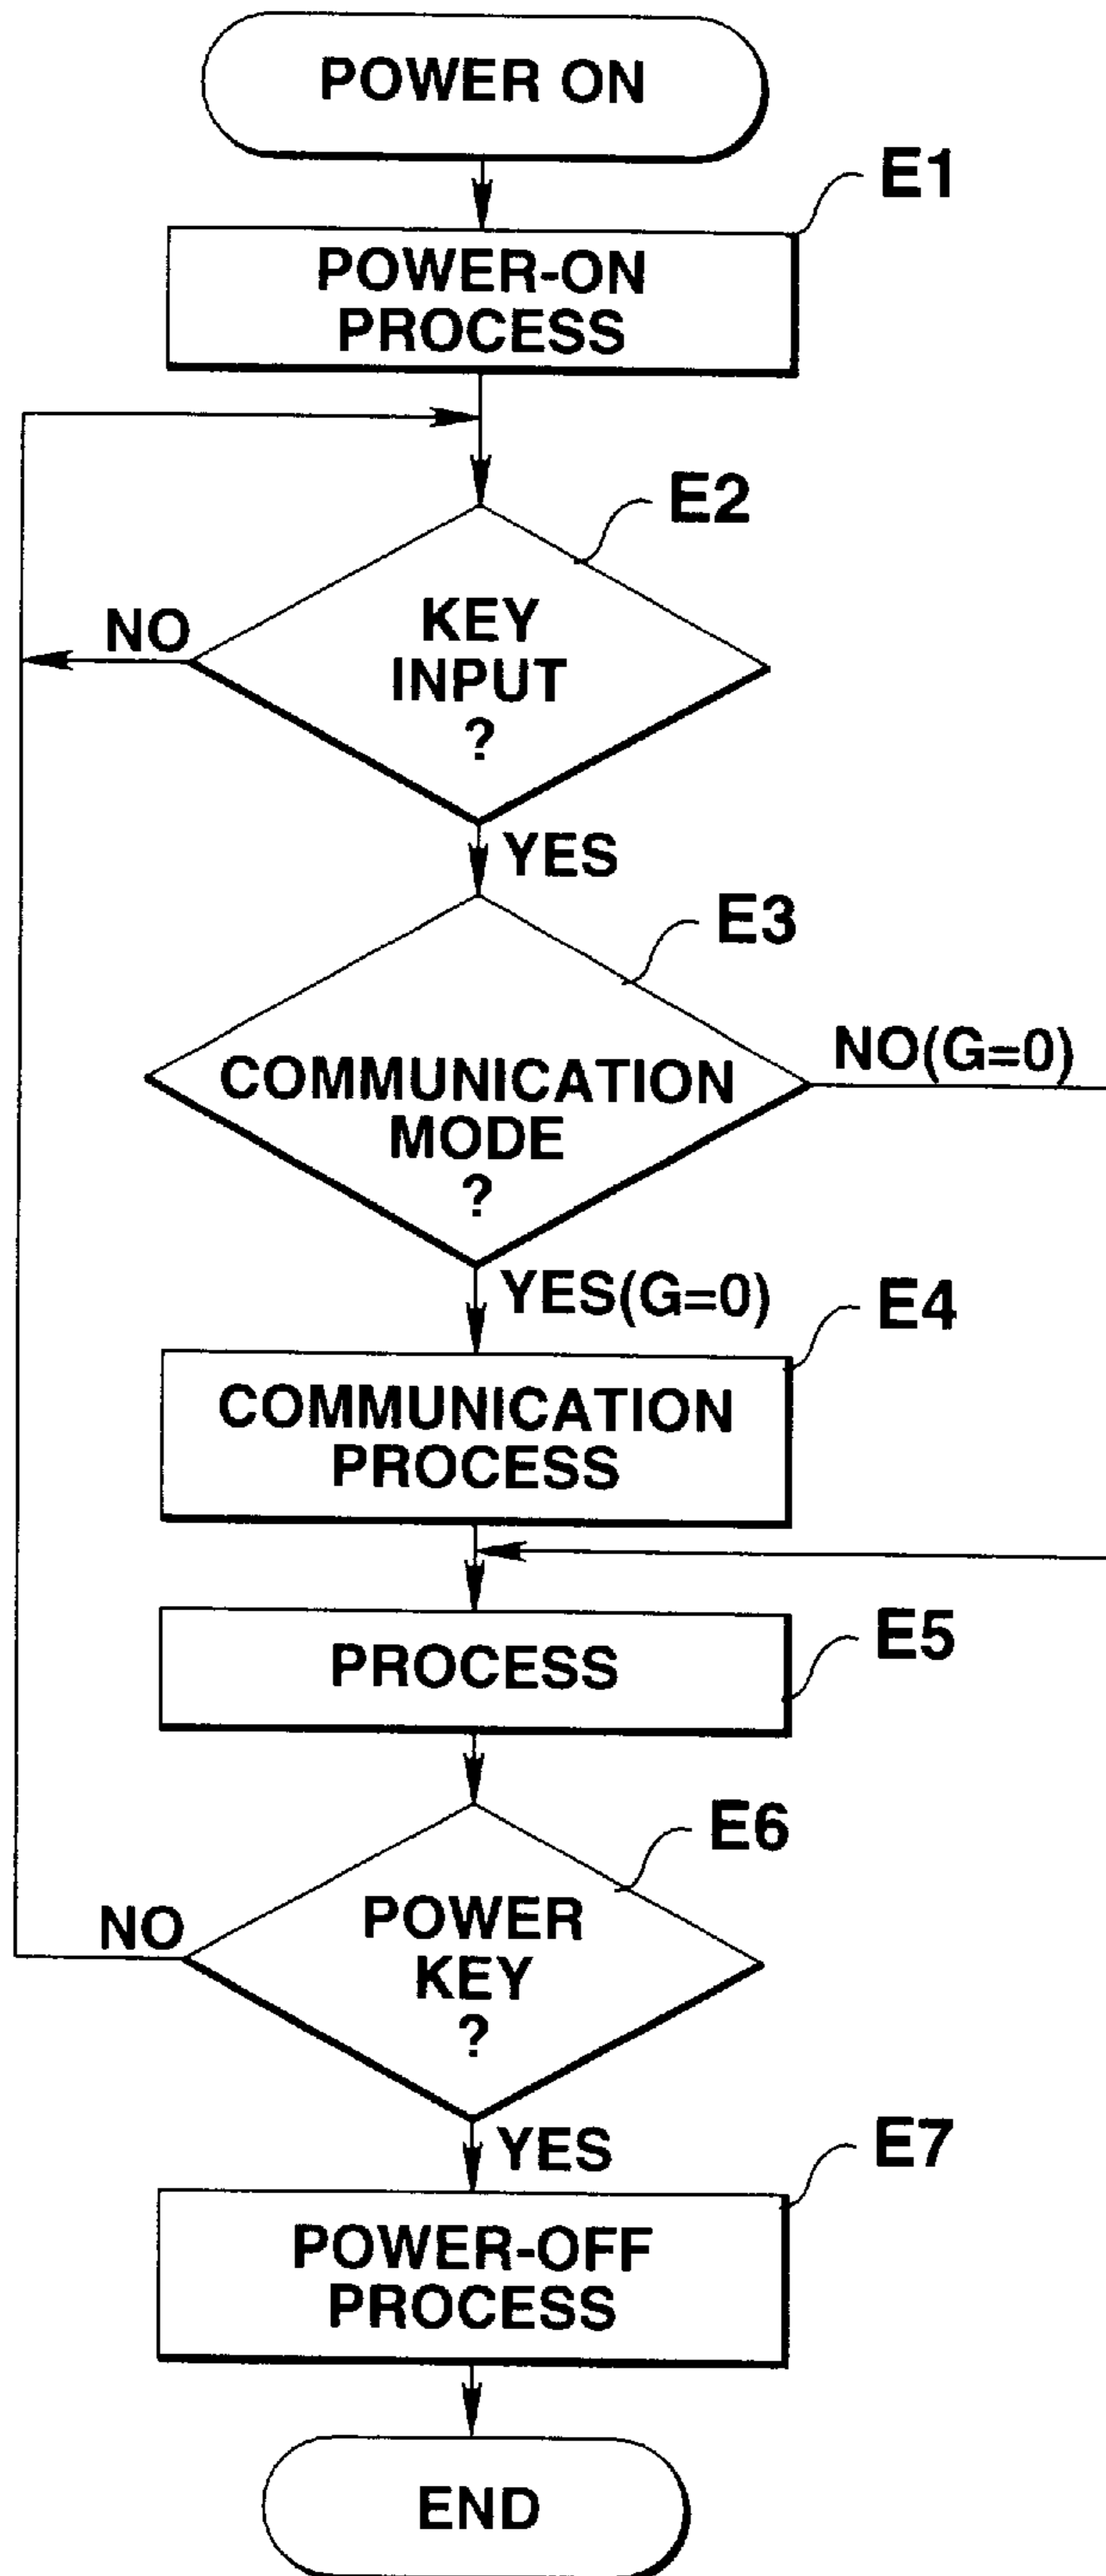 POWER ON
E1
POWER-ON
PROCESS
E2
NO
KEY
INPUT
?
YES
E3
NO(G=0)
COMMUNICATION
MODE
?
YES(G=0)
E4
COMMUNICATION
PROCESS
E5
PROCESS
E6
NO
POWER
KEY
?
YES
E7
POWER-OFF
PROCESS
END